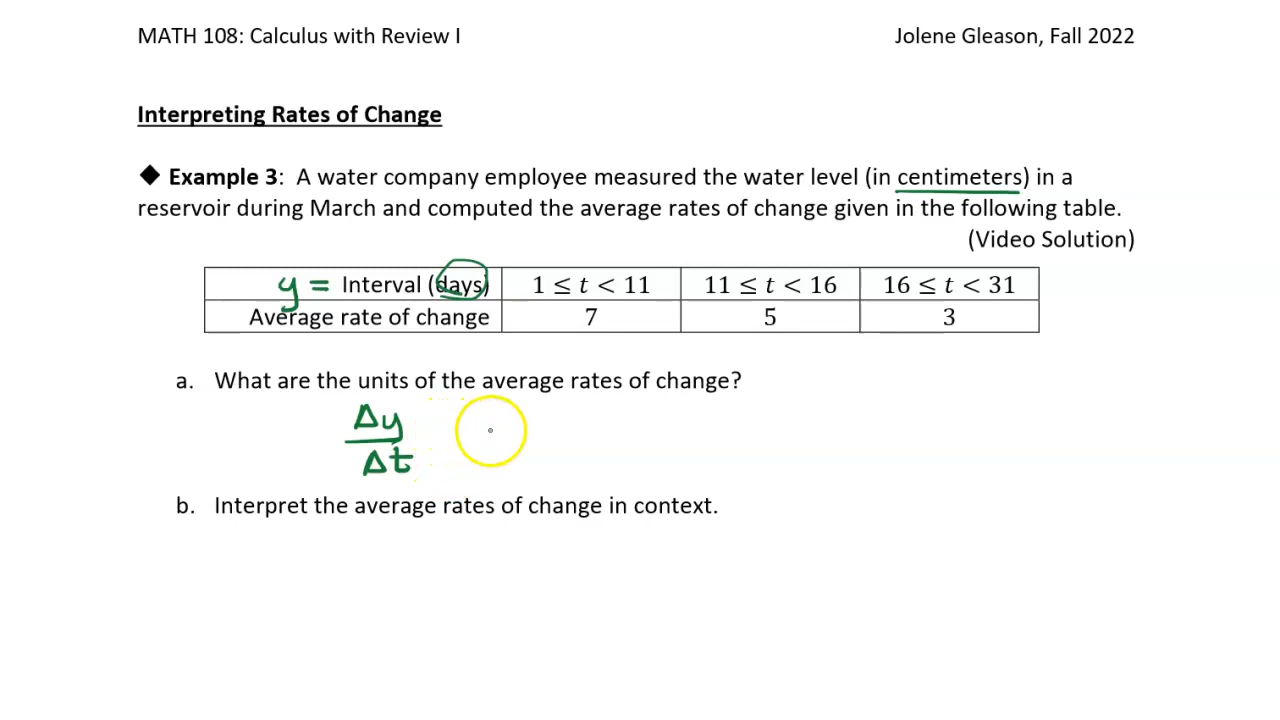 MATH 108: Calculus with Review I Jolene Gleason, Fall 2022
Interpreting Rates of Change
◆ Example 3: A water company employee measured the water level (in centimeters) in a
reservoir during March and computed the average rates of change given in the following table.
(Video Solution)
y = Interval (days) 1 ≤ t < 11 11 ≤ t < 16 16 ≤ t < 31
Average rate of change 7 5 3
a. What are the units of the average rates of change?
Δy
Δt
b. Interpret the average rates of change in context.